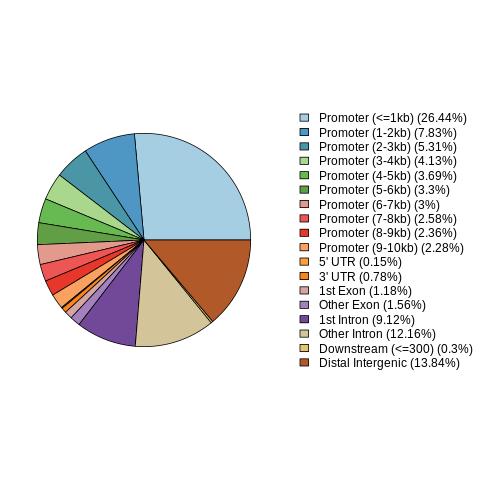 Promoter (<=1kb) (26.44%)
Promoter (1-2kb) (7.83%)
Promoter (2-3kb) (5.31%)
Promoter (3-4kb) (4.13%)
Promoter (4-5kb) (3.69%)
Promoter (5-6kb) (3.3%)
Promoter (6-7kb) (3%)
Promoter (7-8kb) (2.58%)
Promoter (8-9kb) (2.36%)
Promoter (9-10kb) (2.28%)
5' UTR (0.15%)
3' UTR (0.78%)
1st Exon (1.18%)
Other Exon (1.56%)
1st Intron (9.12%)
Other Intron (12.16%)
Downstream (<=300) (0.3%)
Distal Intergenic (13.84%)